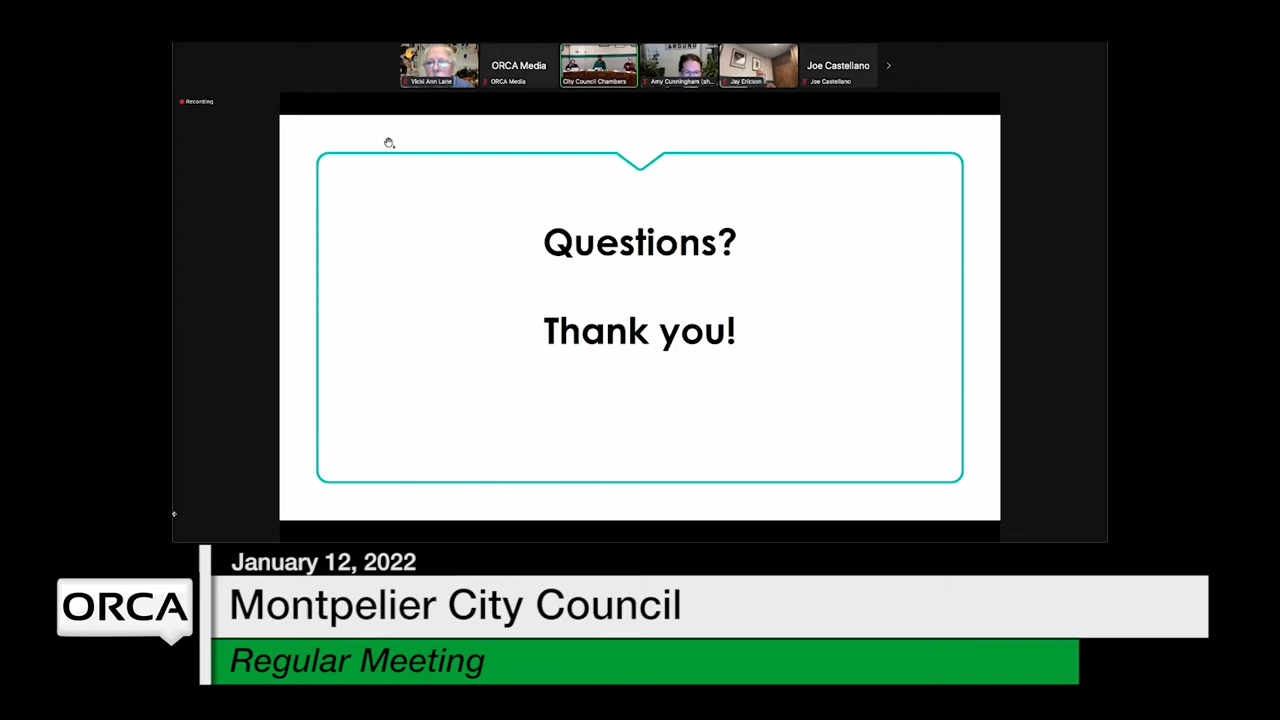 ORCA Media
Joe Castellano
Vicki Ann Lane
ORCA Media
City Council Chambers
Amy Cunningham (sh...
Jay Ericson
Joe Castellano
Recording
Questions?
Thank you!
January 12, 2022
ORCA
Montpelier City Council
Regular Meeting